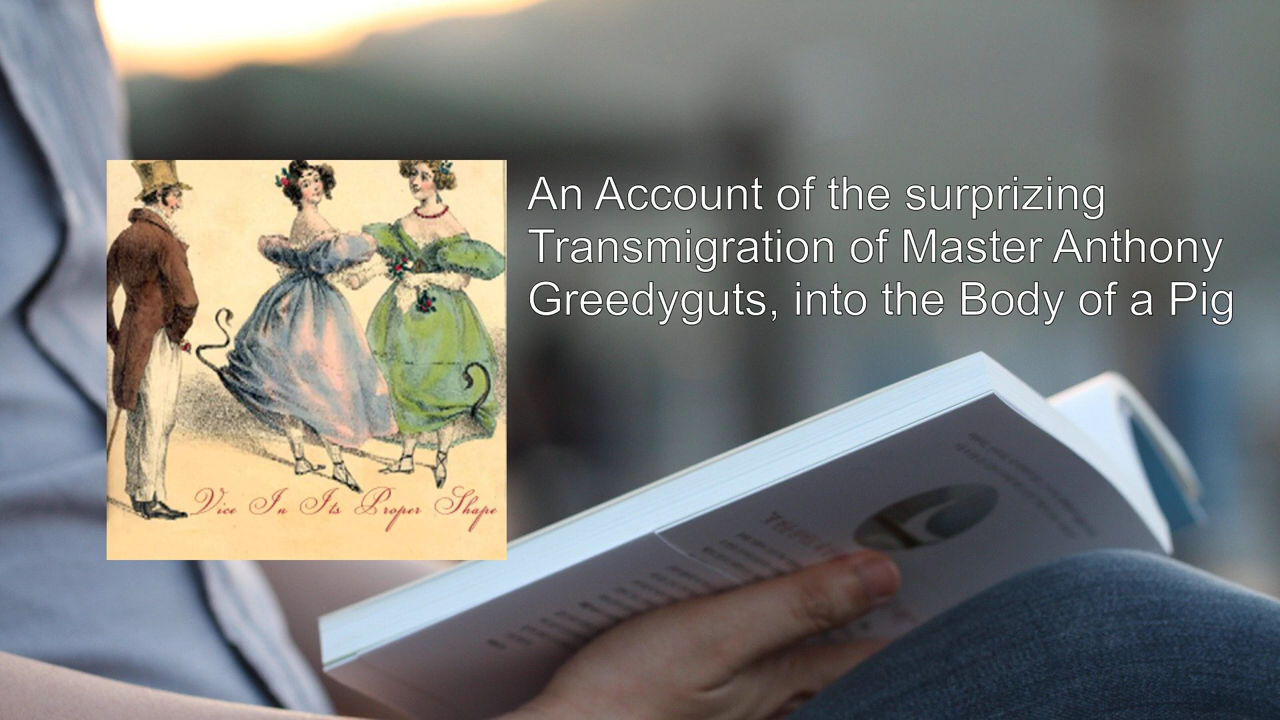 An Account of the surprizing
Transmigration of Master Anthony
Greedyguts, into the Body of a Pig
Vice In Its Proper Shape